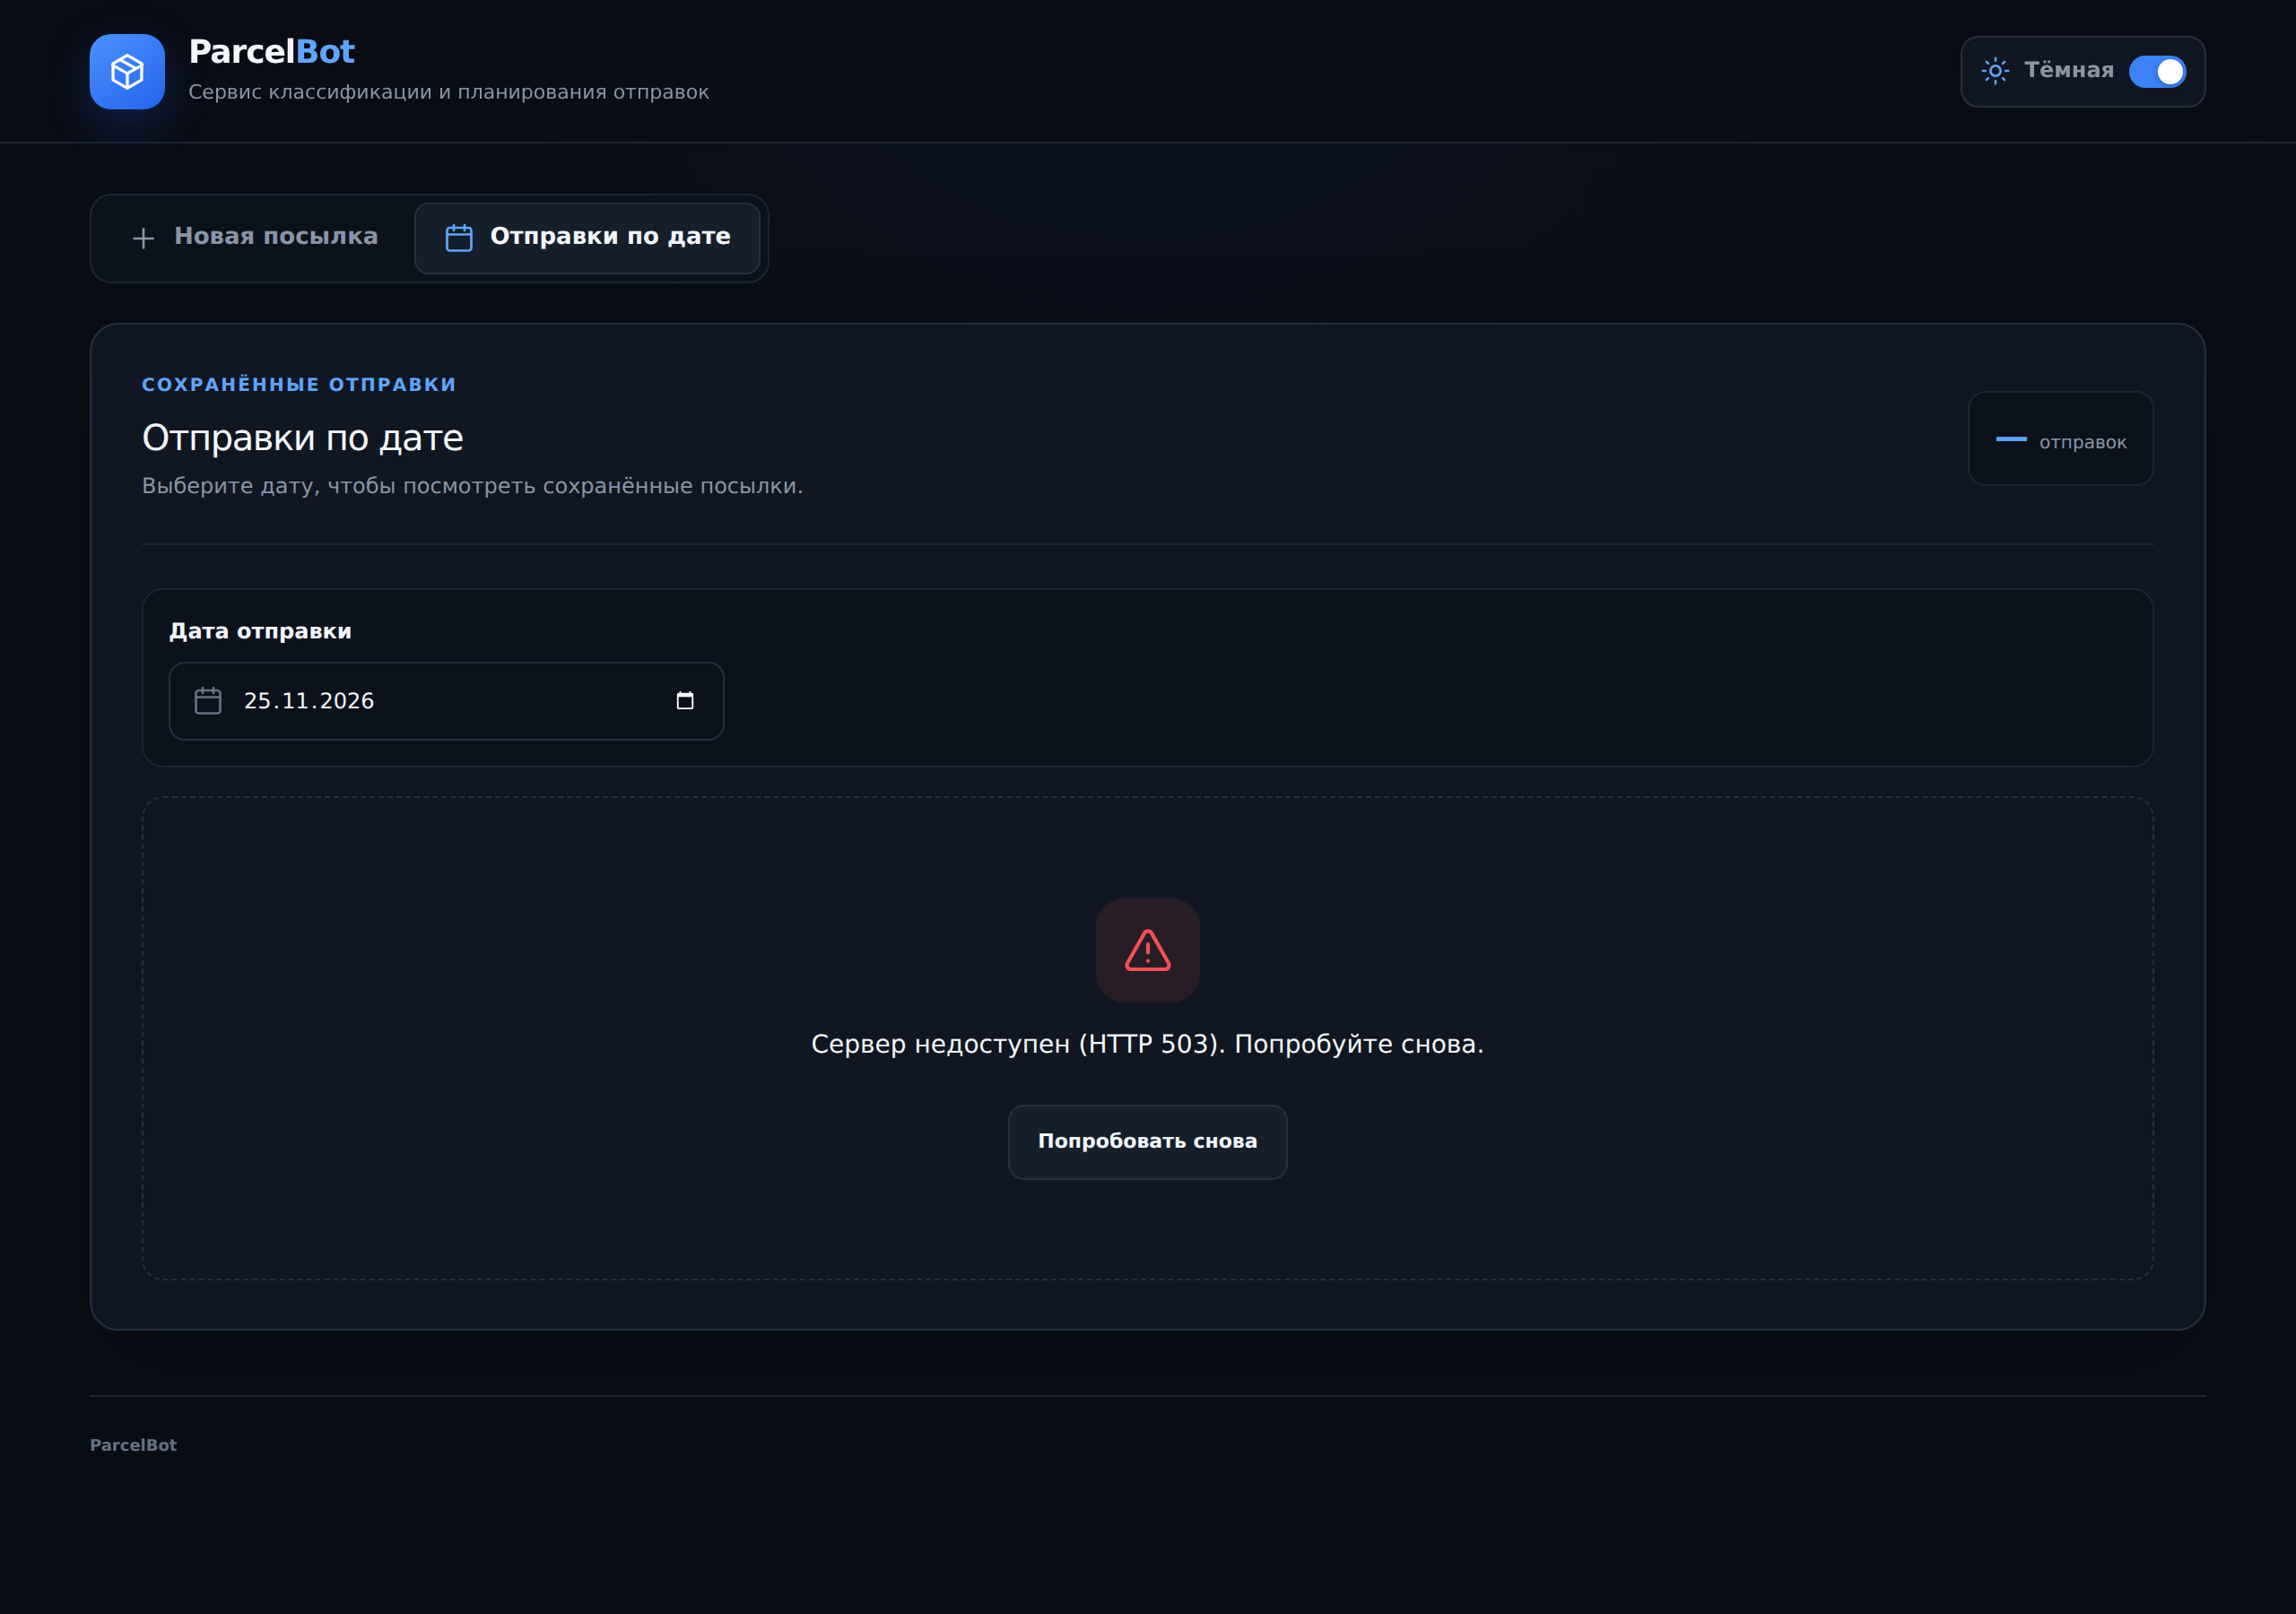 ParcelBot
Сервис классификации и планирования отправок
Тёмная
Новая посылка
Отправки по дате
СОХРАНЁННЫЕ ОТПРАВКИ
Отправки по дате
Выберите дату, чтобы посмотреть сохранённые посылки.
— отправок
Дата отправки
25.11.2026
Сервер недоступен (HTTP 503). Попробуйте снова.
Попробовать снова
ParcelBot